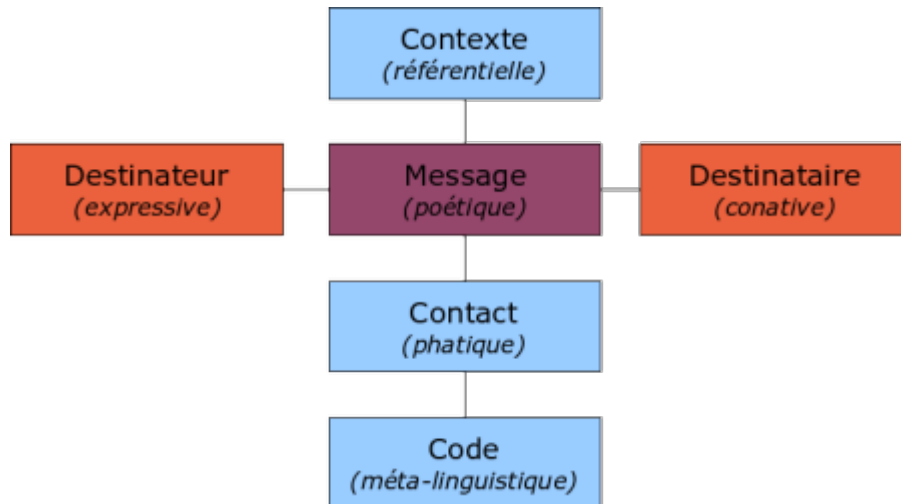 Contexte
(référentielle)
Destinateur
(expressive)
Message
(poétique)
Destinataire
(conative)
Contact
(phatique)
Code
(méta-linguistique)